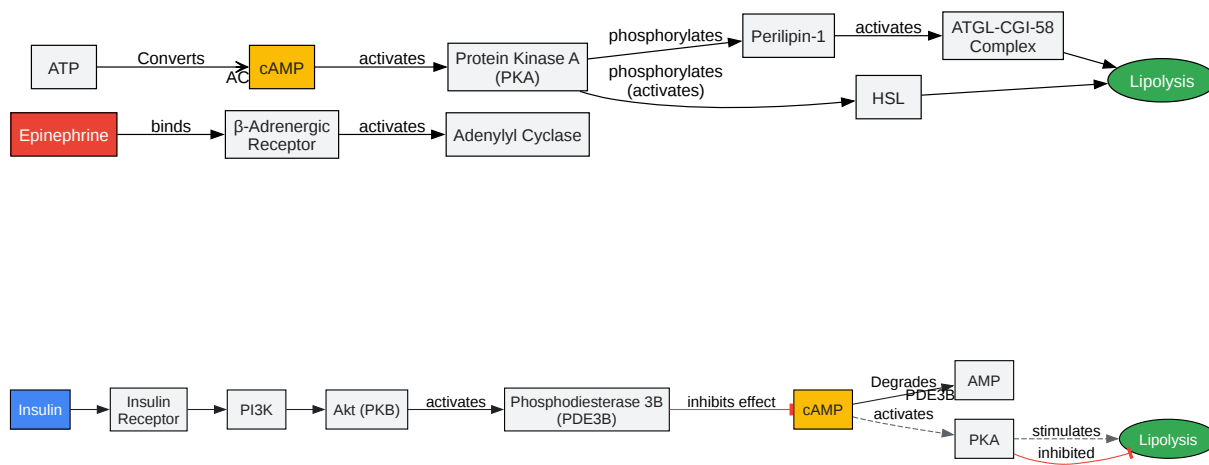 ATP
Converts
AC
cAMP
activates
Protein Kinase A
(PKA)
phosphorylates
phosphorylates
(activates)
Perilipin-1
activates
ATGL-CGI-58
Complex
HSL
Lipolysis
Epinephrine
binds
β-Adrenergic
Receptor
activates
Adenylyl Cyclase
Insulin
Insulin
Receptor
PI3K
Akt (PKB)
activates
Phosphodiesterase 3B
(PDE3B)
inhibits effect
cAMP
Degrades
PDE3B
AMP
activates
PKA
stimulates
inhibited
Lipolysis